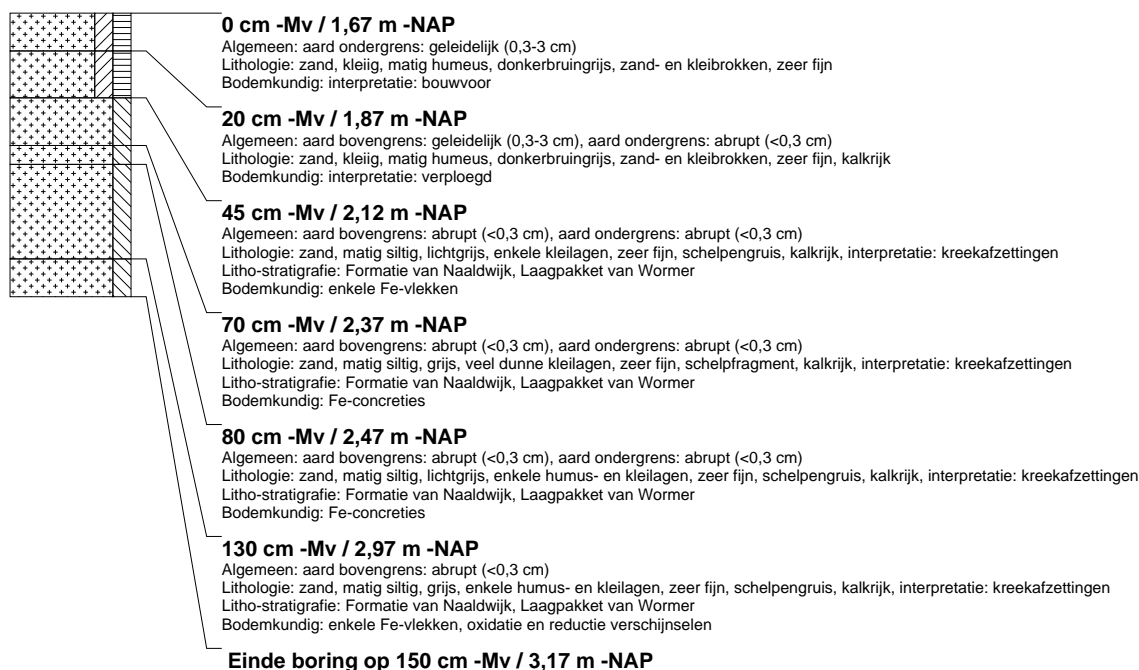 0 cm -Mv / 1,67 m -NAP
Algemeen: aard ondergrens: geleidelijk (0,3-3 cm)
Lithologie: zand, kleiig, matig humeus, donkerbruingrijs, zand- en kleibrokken, zeer fijn
Bodemkundig: interpretatie: bouwvoor
20 cm -Mv / 1,87 m -NAP
Algemeen: aard bovengrens: geleidelijk (0,3-3 cm), aard ondergrens: abrupt (<0,3 cm)
Lithologie: zand, kleiig, matig humeus, donkerbruingrijs, zand- en kleibrokken, zeer fijn, kalkrijk
Bodemkundig: interpretatie: verploegd
45 cm -Mv / 2,12 m -NAP
Algemeen: aard bovengrens: abrupt (<0,3 cm), aard ondergrens: abrupt (<0,3 cm)
Lithologie: zand, matig siltig, lichtgrijs, enkele kleilagen, zeer fijn, schelpengruis, kalkrijk, interpretatie: kreekafzettingen
Litho-stratigrafie: Formatie van Naaldwijk, Laagpakket van Wormer
Bodemkundig: enkele Fe-vlekken
70 cm -Mv / 2,37 m -NAP
Algemeen: aard bovengrens: abrupt (<0,3 cm), aard ondergrens: abrupt (<0,3 cm)
Lithologie: zand, matig siltig, grijs, veel dunne kleilagen, zeer fijn, schelpfragment, kalkrijk, interpretatie: kreekafzettingen
Litho-stratigrafie: Formatie van Naaldwijk, Laagpakket van Wormer
Bodemkundig: Fe-concreties
80 cm -Mv / 2,47 m -NAP
Algemeen: aard bovengrens: abrupt (<0,3 cm), aard ondergrens: abrupt (<0,3 cm)
Lithologie: zand, matig siltig, lichtgrijs, enkele humus- en kleilagen, zeer fijn, schelpengruis, kalkrijk, interpretatie: kreekafzettingen
Litho-stratigrafie: Formatie van Naaldwijk, Laagpakket van Wormer
Bodemkundig: Fe-concreties
130 cm -Mv / 2,97 m -NAP
Algemeen: aard bovengrens: abrupt (<0,3 cm)
Lithologie: zand, matig siltig, grijs, enkele humus- en kleilagen, zeer fijn, schelpengruis, kalkrijk, interpretatie: kreekafzettingen
Litho-stratigrafie: Formatie van Naaldwijk, Laagpakket van Wormer
Bodemkundig: enkele Fe-vlekken, oxidatie en reductie verschijnselen
Einde boring op 150 cm -Mv / 3,17 m -NAP